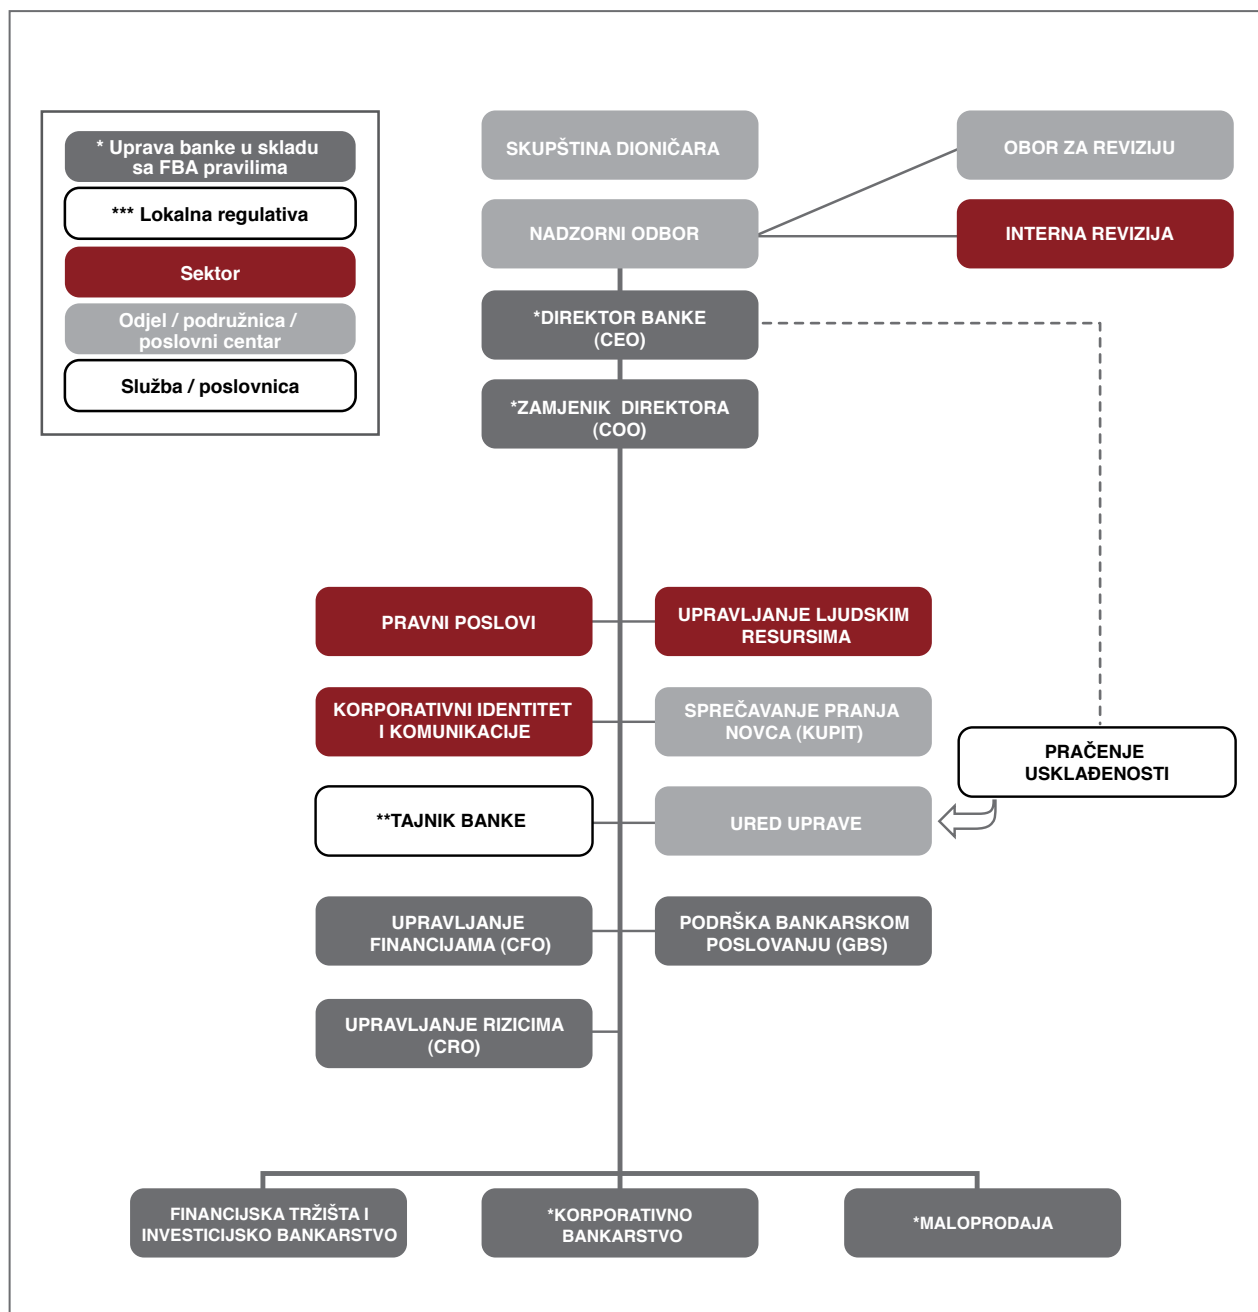 * Uprava banke u skladu
sa FBA pravilima
*** Lokalna regulativa
Sektor
Odjel / podružnica /
poslovni centar
Služba / poslovnica
SKUPŠTINA DIONIČARA
OBOR ZA REVIZIJU
NADZORNI ODBOR
INTERNA REVIZIJA
*DIREKTOR BANKE
(CEO)
*ZAMJENIK DIREKTORA
(COO)
PRAVNI POSLOVI
UPRAVLJANJE LJUDSKIM
RESURSIMA
KORPORATIVNI IDENTITET
I KOMUNIKACIJE
SPREČAVANJE PRANJA
NOVCA (KUPIT)
PRAČENJE
USKLAĐENOSTI
**TAJNIK BANKE
URED UPRAVE
UPRAVLJANJE
FINANCIJAMA (CFO)
PODRŠKA BANKARSKOM
POSLOVANJU (GBS)
UPRAVLJANJE RIZICIMA
(CRO)
FINANCIJSKA TRŽIŠTA I
INVESTICIJSKO BANKARSTVO
*KORPORATIVNO
BANKARSTVO
*MALOPRODAJA